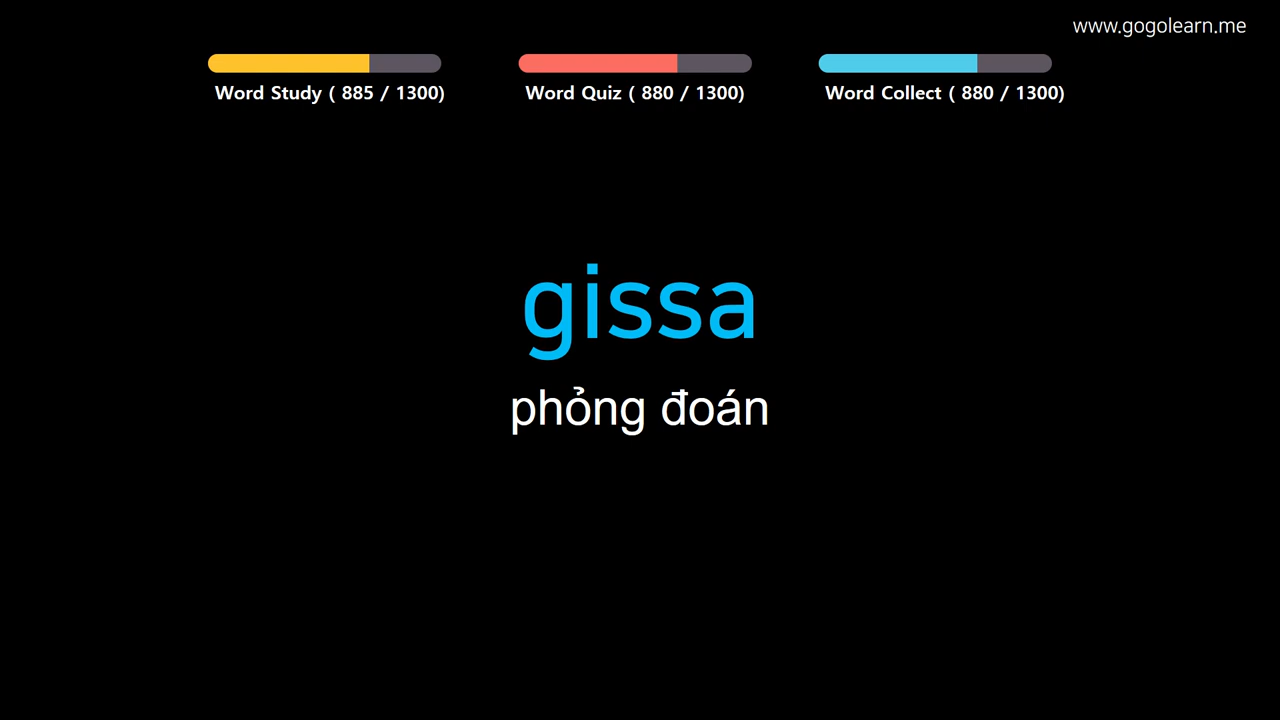 www.gogolearn.me
Word Study ( 885 / 1300)
Word Quiz ( 880 / 1300)
Word Collect ( 880 / 1300)
gissa
phỏng đoán